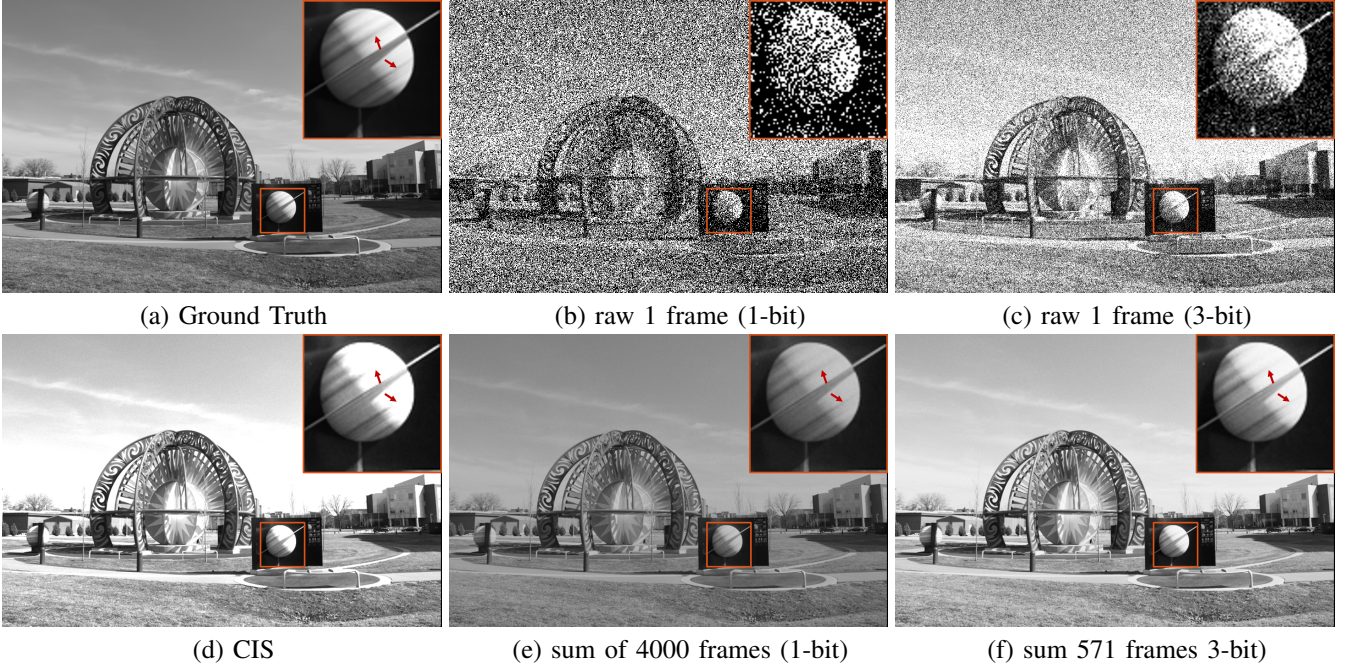 (a) Ground Truth
(b) raw 1 frame (1-bit)
(c) raw 1 frame (3-bit)
(d) CIS
(e) sum of 4000 frames (1-bit)
(f) sum 571 frames 3-bit)